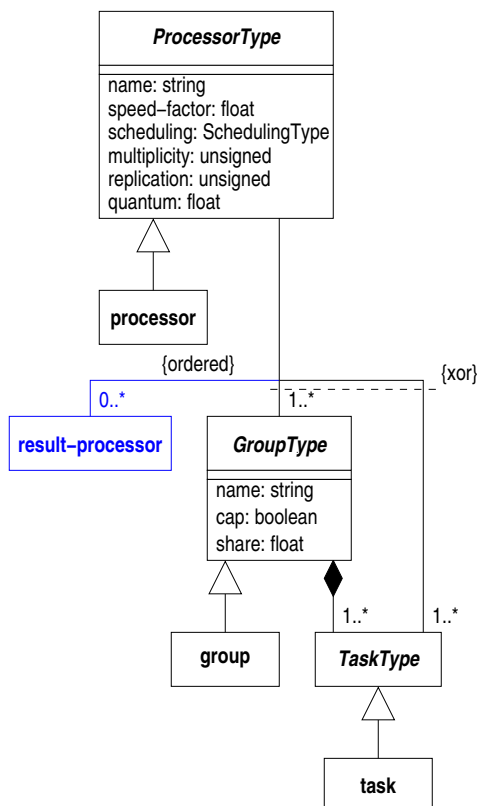 ProcessorType
name: string
speed−factor: float
scheduling: SchedulingType
multiplicity: unsigned
replication: unsigned
quantum: float
processor
{ordered}
{xor}
0..*
1..*
result−processor
GroupType
name: string
cap: boolean
share: float
1..*
1..*
group
TaskType
task